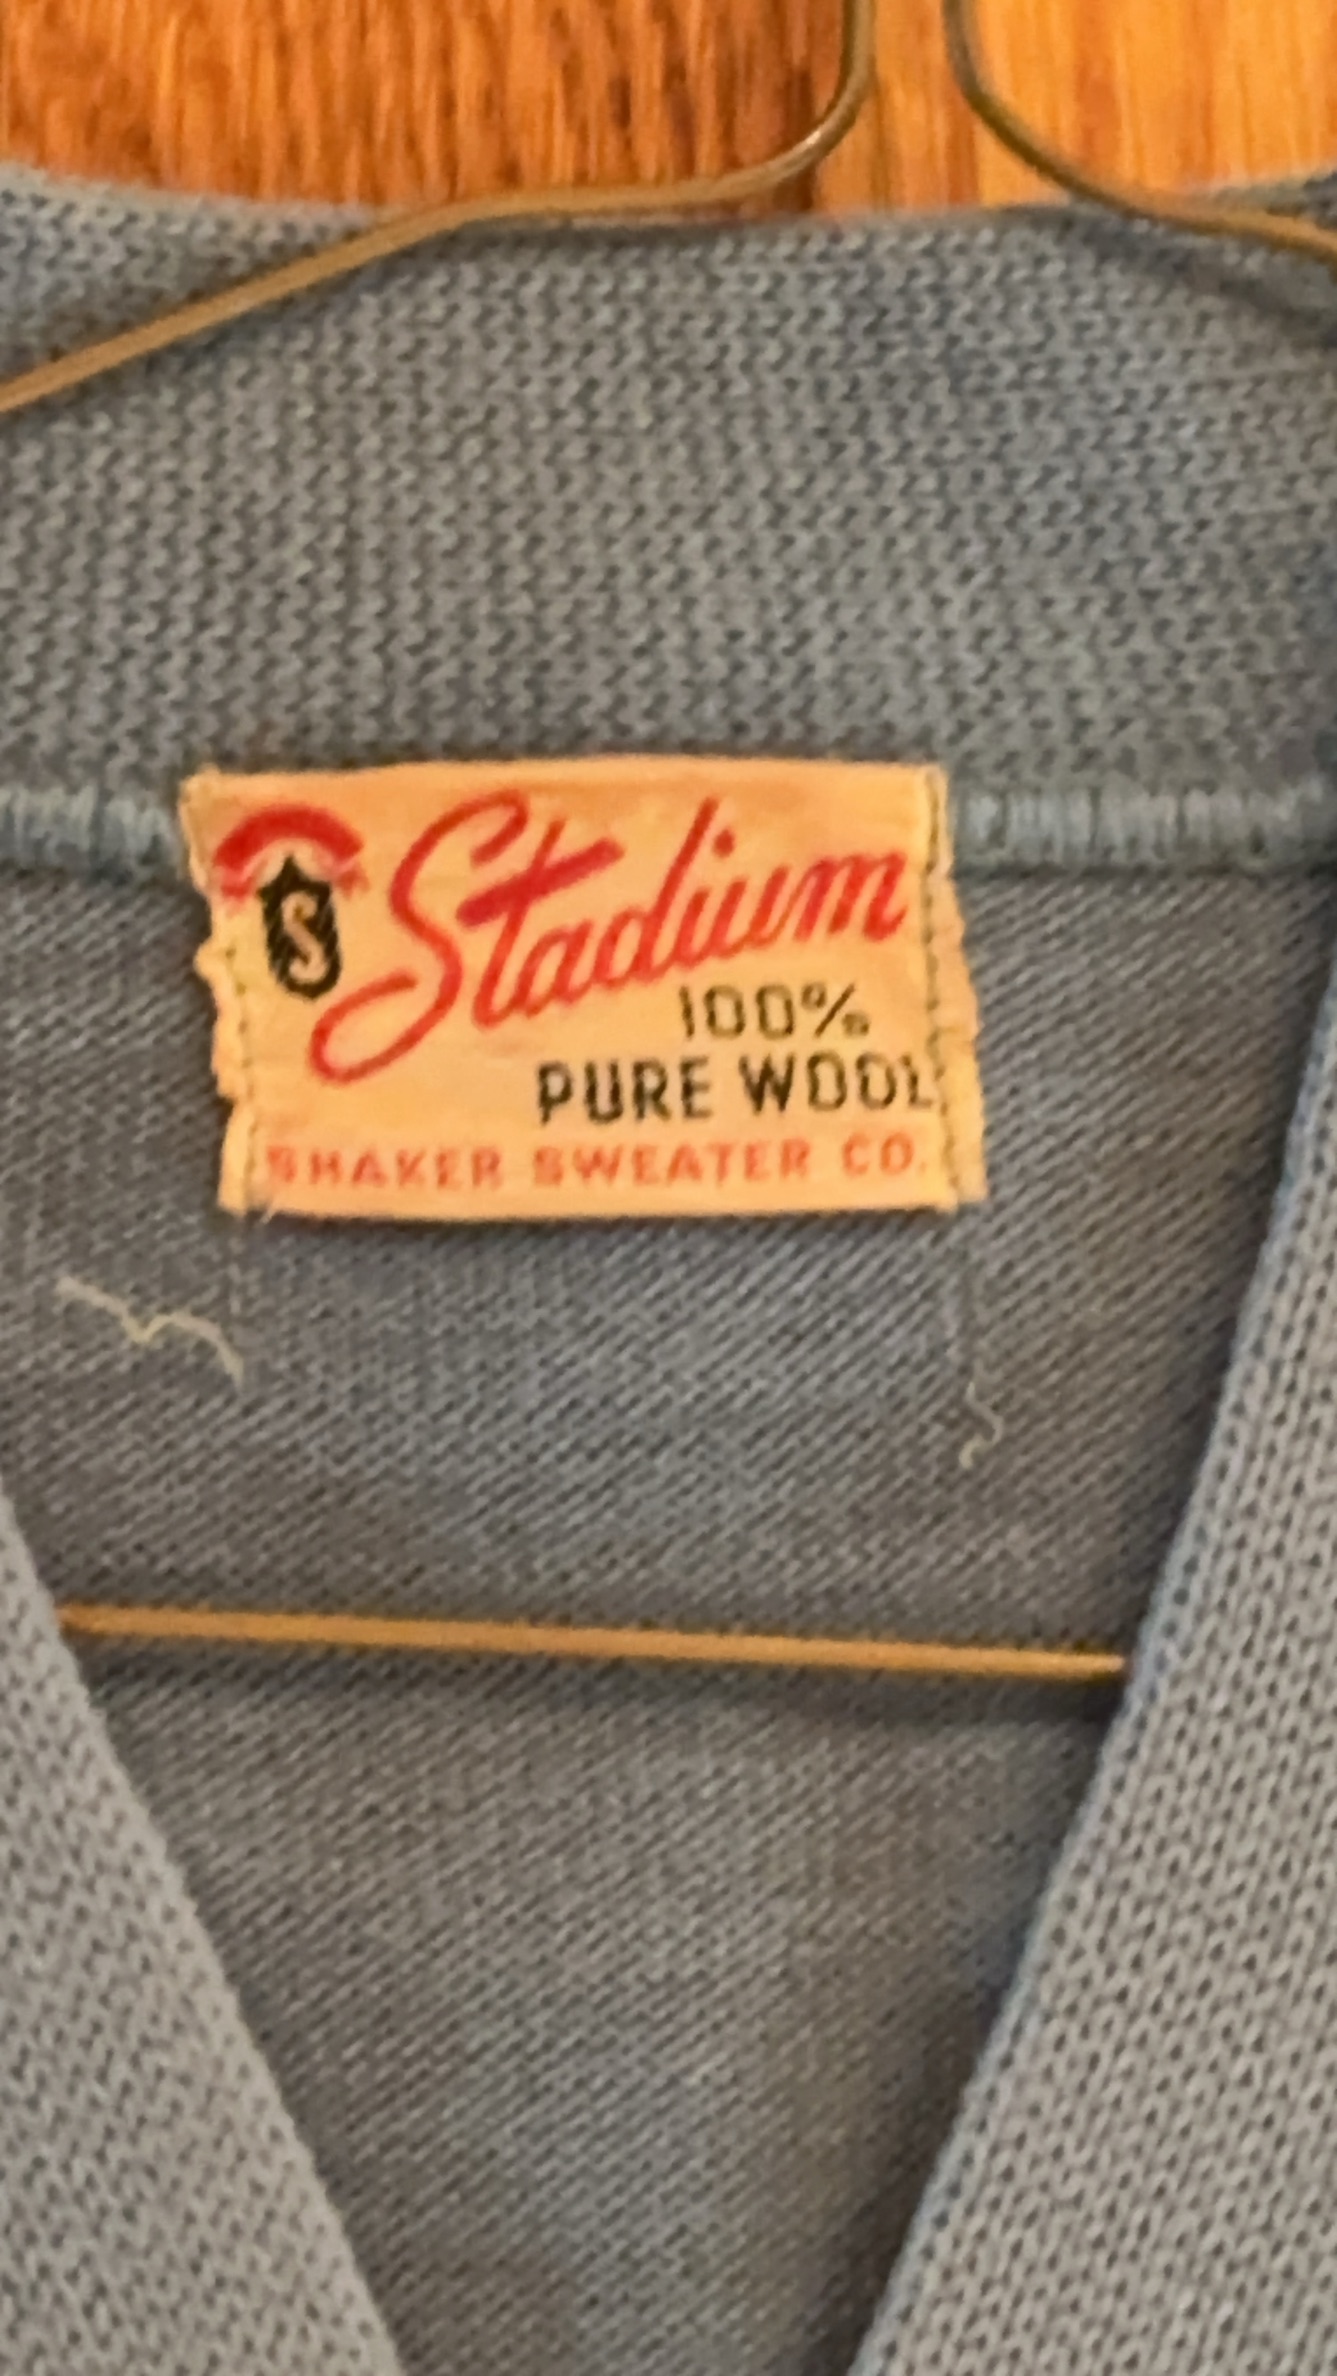 S
Stadium
100%
PURE WOOL
SHAKER SWEATER CO.